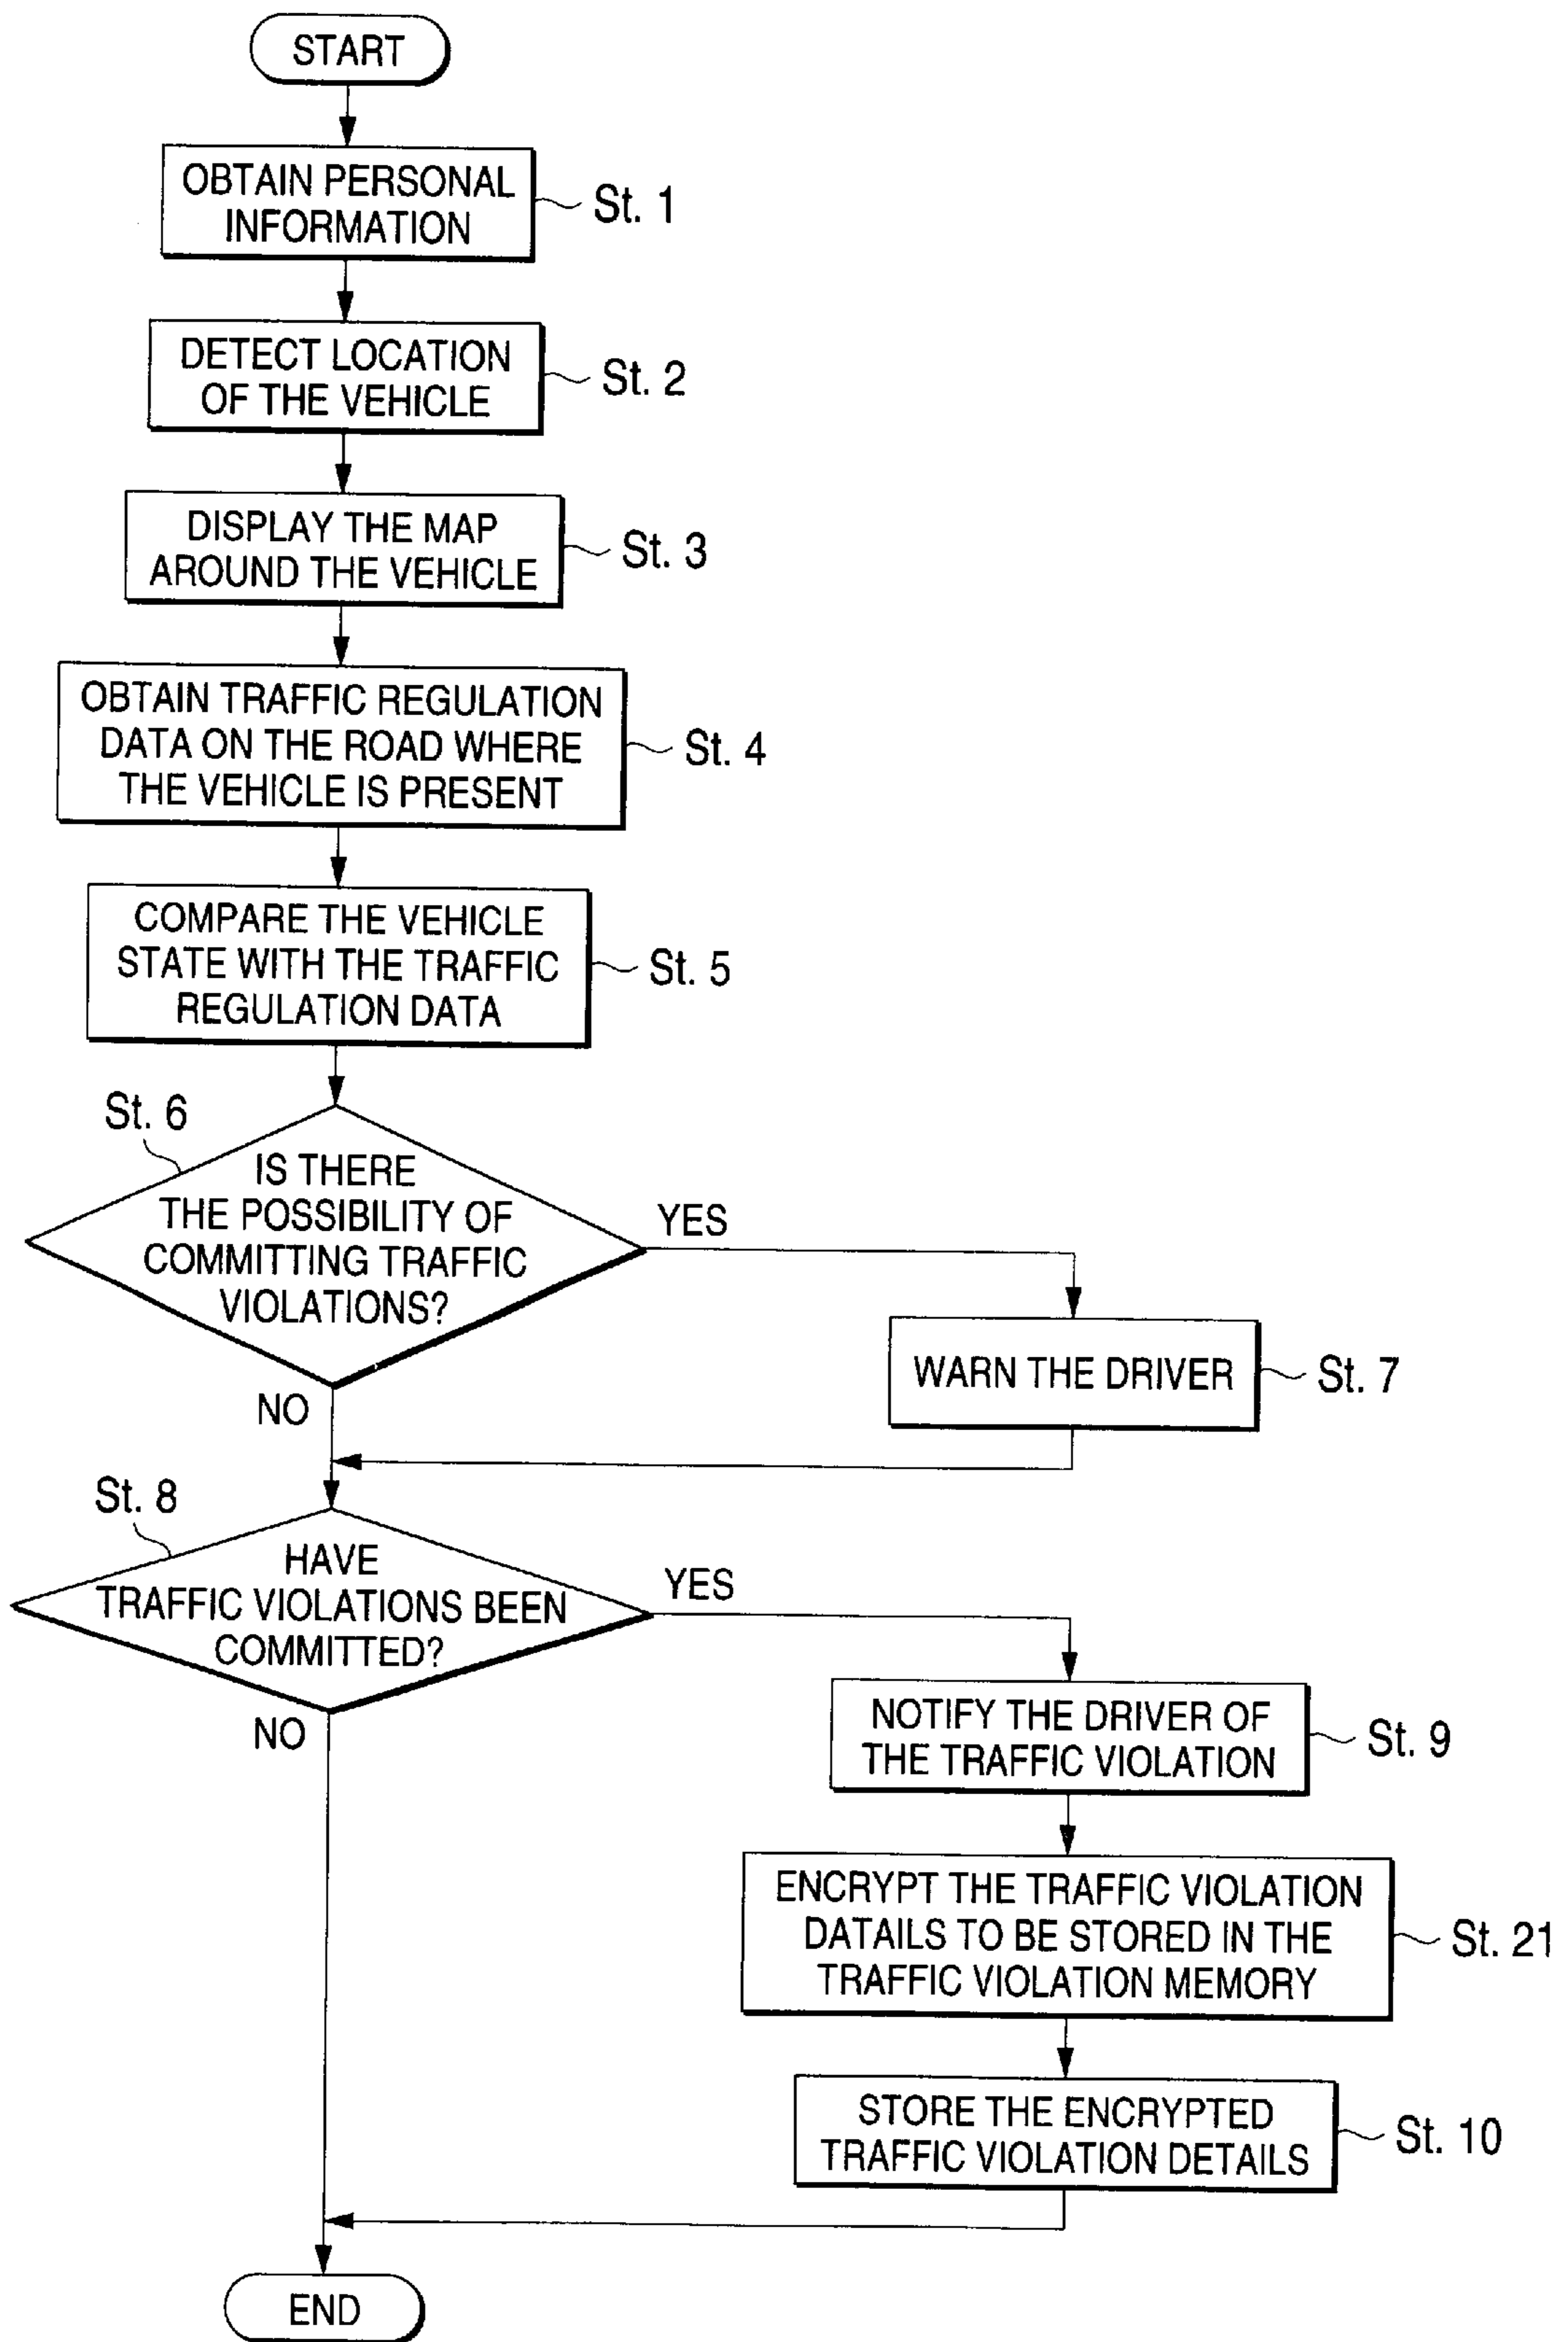 START
OBTAIN PERSONAL
INFORMATION
St. 1
DETECT LOCATION
OF THE VEHICLE
St. 2
DISPLAY THE MAP
AROUND THE VEHICLE
St. 3
OBTAIN TRAFFIC REGULATION
DATA ON THE ROAD WHERE
THE VEHICLE IS PRESENT
St. 4
COMPARE THE VEHICLE
STATE WITH THE TRAFFIC
REGULATION DATA
St. 5
St. 6
IS THERE
THE POSSIBILITY OF
COMMITTING TRAFFIC
VIOLATIONS?
YES
NO
WARN THE DRIVER
St. 7
St. 8
HAVE
TRAFFIC VIOLATIONS BEEN
COMMITTED?
YES
NO
NOTIFY THE DRIVER OF
THE TRAFFIC VIOLATION
St. 9
ENCRYPT THE TRAFFIC VIOLATION
DATAILS TO BE STORED IN THE
TRAFFIC VIOLATION MEMORY
St. 21
STORE THE ENCRYPTED
TRAFFIC VIOLATION DETAILS
St. 10
END